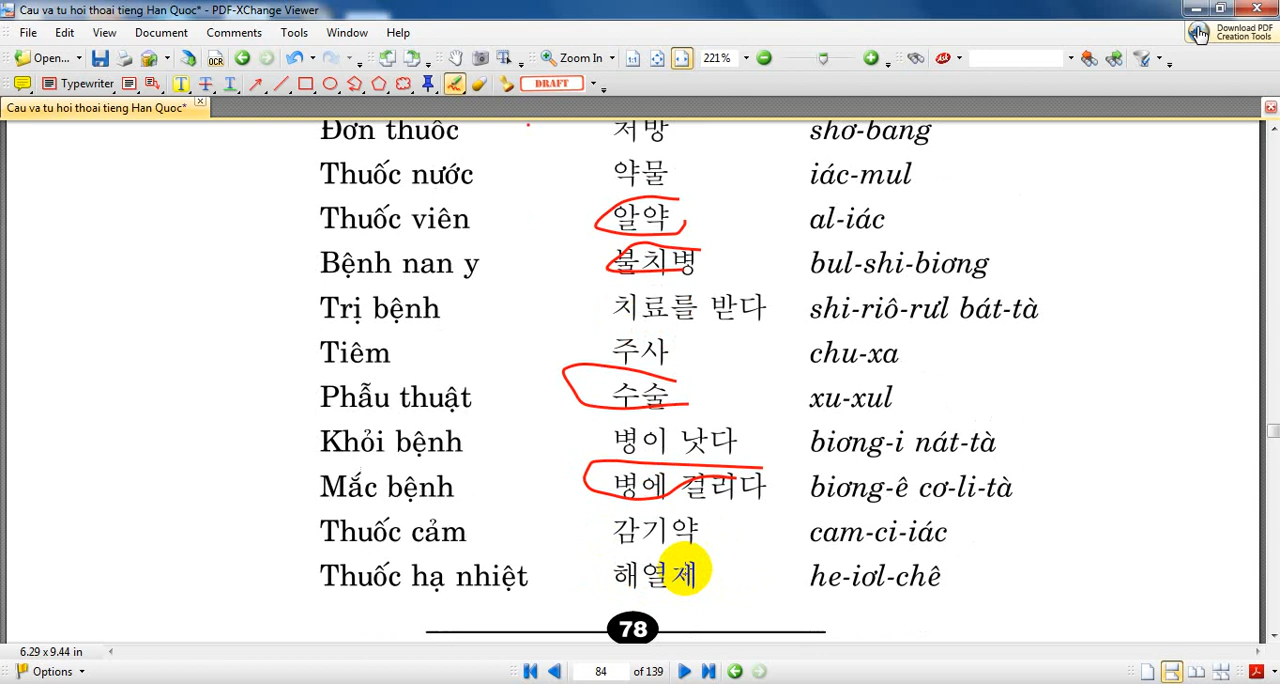 Cau va tu hoi thoai tieng Han Quoc* - PDF-XChange Viewer
File Edit View Document Comments Tools Window Help
Download PDF Creation Tools
Open... OCR Zoom In 221%
Typewriter DRAFT
Cau va tu hoi thoai tieng Han Quoc*
Đơn thuốc 처방 shơ-bang
Thuốc nước 약물 iác-mul
Thuốc viên 알약 al-iác
Bệnh nan y 불치병 bul-shi-biơng
Trị bệnh 치료를 받다 shi-riô-rưl bát-tà
Tiêm 주사 chu-xa
Phẫu thuật 수술 xu-xul
Khỏi bệnh 병이 낫다 biơng-i nát-tà
Mắc bệnh 병에 걸리다 biơng-ê cơ-li-tà
Thuốc cảm 감기약 cam-ci-iác
Thuốc hạ nhiệt 해열제 he-iơl-chê
78
6.29 x 9.44 in
Options 84 of 139